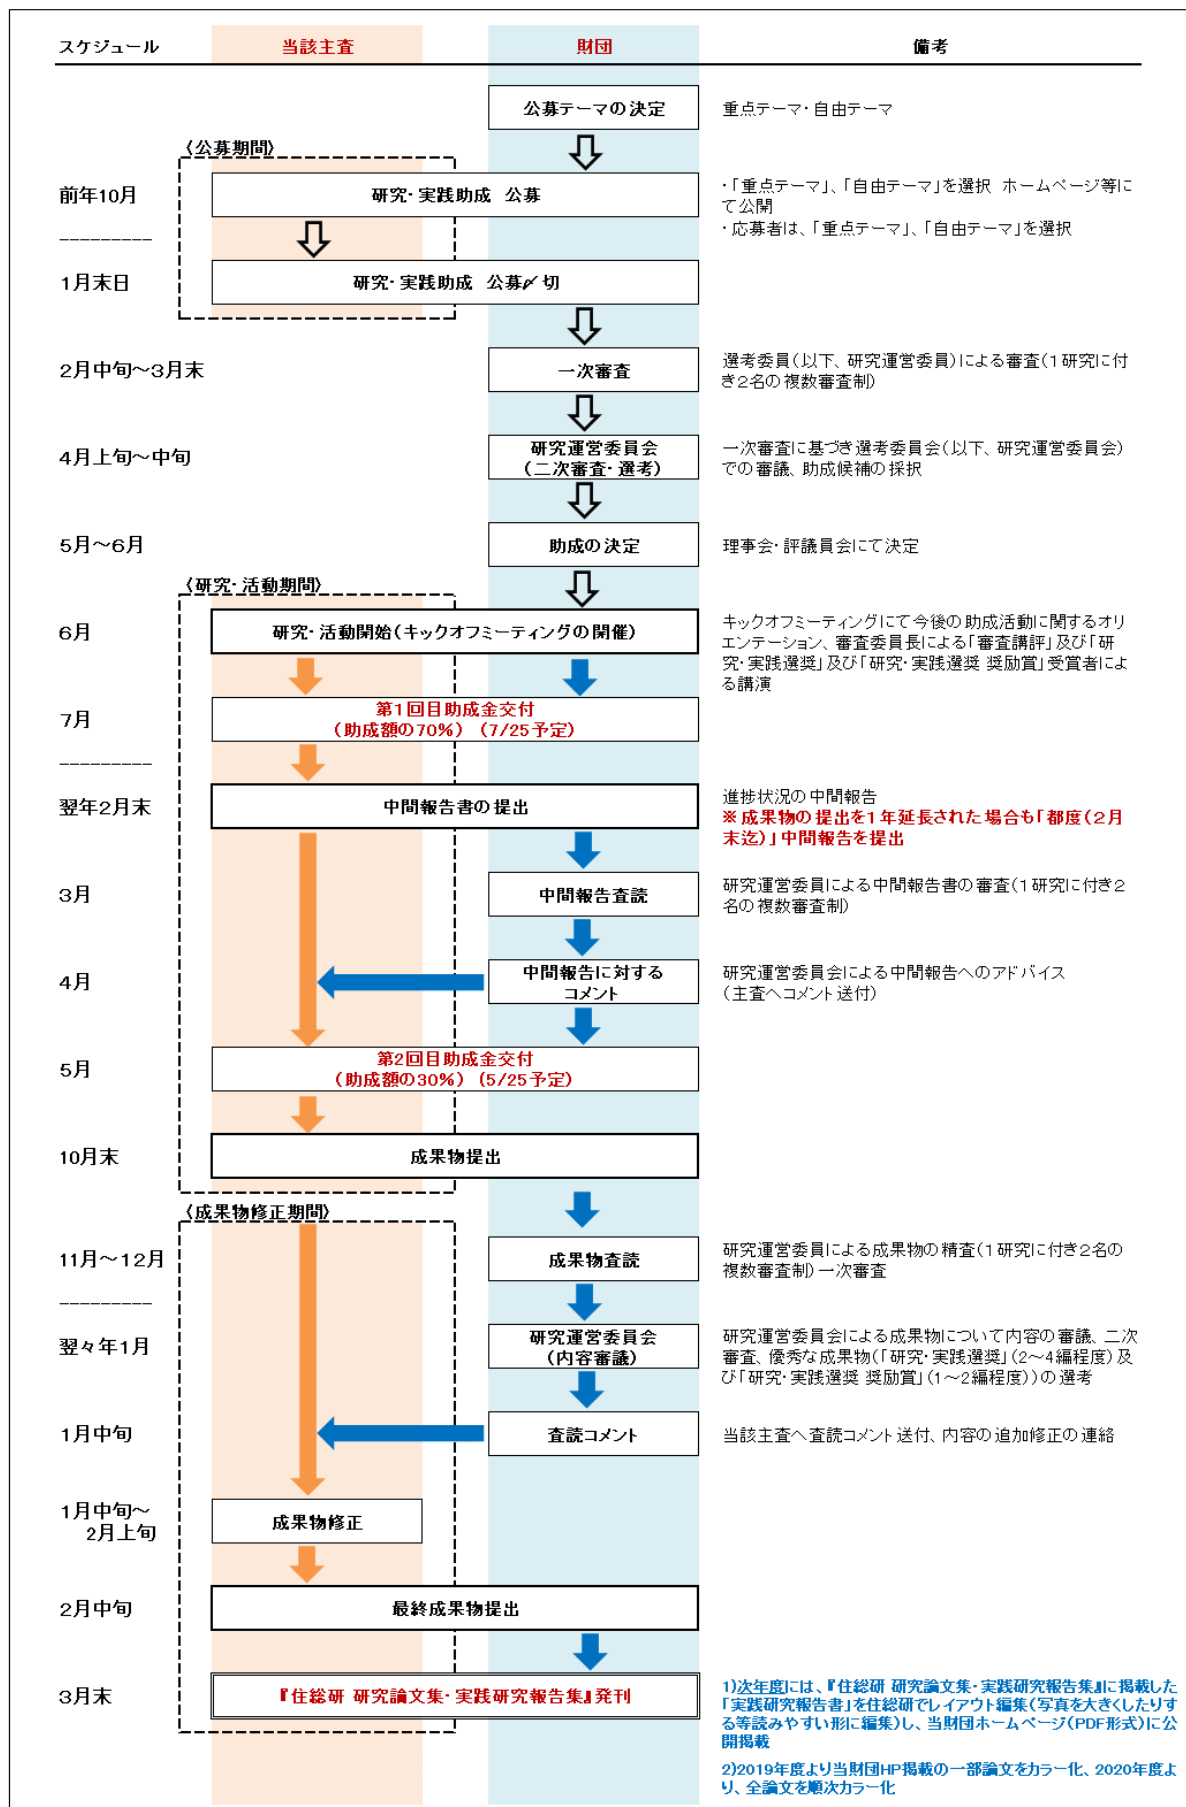 スケジュール 当該主査 財団 備考
公募テーマの決定 重点テーマ・自由テーマ
〈公募期間〉
前年10月 研究・実践助成 公募 ・「重点テーマ」、「自由テーマ」を選択 ホームページ等に
て公開
・応募者は、「重点テーマ」、「自由テーマ」を選択
---------
1月末日 研究・実践助成 公募〆切
2月中旬～3月末 一次審査 選考委員(以下、研究運営委員)による審査(1研究に付
き2名の複数審査制)
4月上旬～中旬 研究運営委員会
(二次審査・選考)
一次審査に基づき選考委員会(以下、研究運営委員会)
での審議、助成候補の採択
5月～6月 助成の決定 理事会・評議員会にて決定
〈研究・活動期間〉
6月 研究・活動開始(キックオフミーティングの開催) キックオフミーティングにて今後の助成活動に関するオリ
エンテーション、審査委員長による「審査講評」及び「研
究・実践選奨」及び「研究・実践選奨 奨励賞」受賞者によ
る講演
7月 第1回目助成金交付
(助成額の70%) (7/25予定)
---------
翌年2月末 中間報告書の提出 進捗状況の中間報告
※成果物の提出を1年延長された場合も「都度(2月
末迄)」中間報告を提出
3月 中間報告査読 研究運営委員による中間報告書の審査(1研究に付き2
名の複数審査制)
4月 中間報告に対する
コメント
研究運営委員会による中間報告へのアドバイス
(主査へコメント送付)
5月 第2回目助成金交付
(助成額の30%) (5/25予定)
10月末 成果物提出
〈成果物修正期間〉
11月～12月 成果物査読 研究運営委員による成果物の精査(1研究に付き2名の
複数審査制)一次審査
---------
翌々年1月 研究運営委員会
(内容審議)
研究運営委員会による成果物について内容の審議、二次
審査、優秀な成果物(「研究・実践選奨」(2～4編程度)及
び「研究・実践選奨 奨励賞」(1～2編程度))の選考
1月中旬 査読コメント 当該主査へ査読コメント送付、内容の追加修正の連絡
1月中旬～
2月上旬
成果物修正
2月中旬 最終成果物提出
3月末 『住総研 研究論文集・実践研究報告集』発刊 1)次年度には、『住総研 研究論文集・実践研究報告集』に掲載した
「実践研究報告書」を住総研でレイアウト編集(写真を大きくしたりす
る等読みやすい形に編集)し、当財団ホームページ(PDF形式)に公
開掲載
2)2019年度より当財団HP掲載の一部論文をカラー化、2020年度よ
り、全論文を順次カラー化